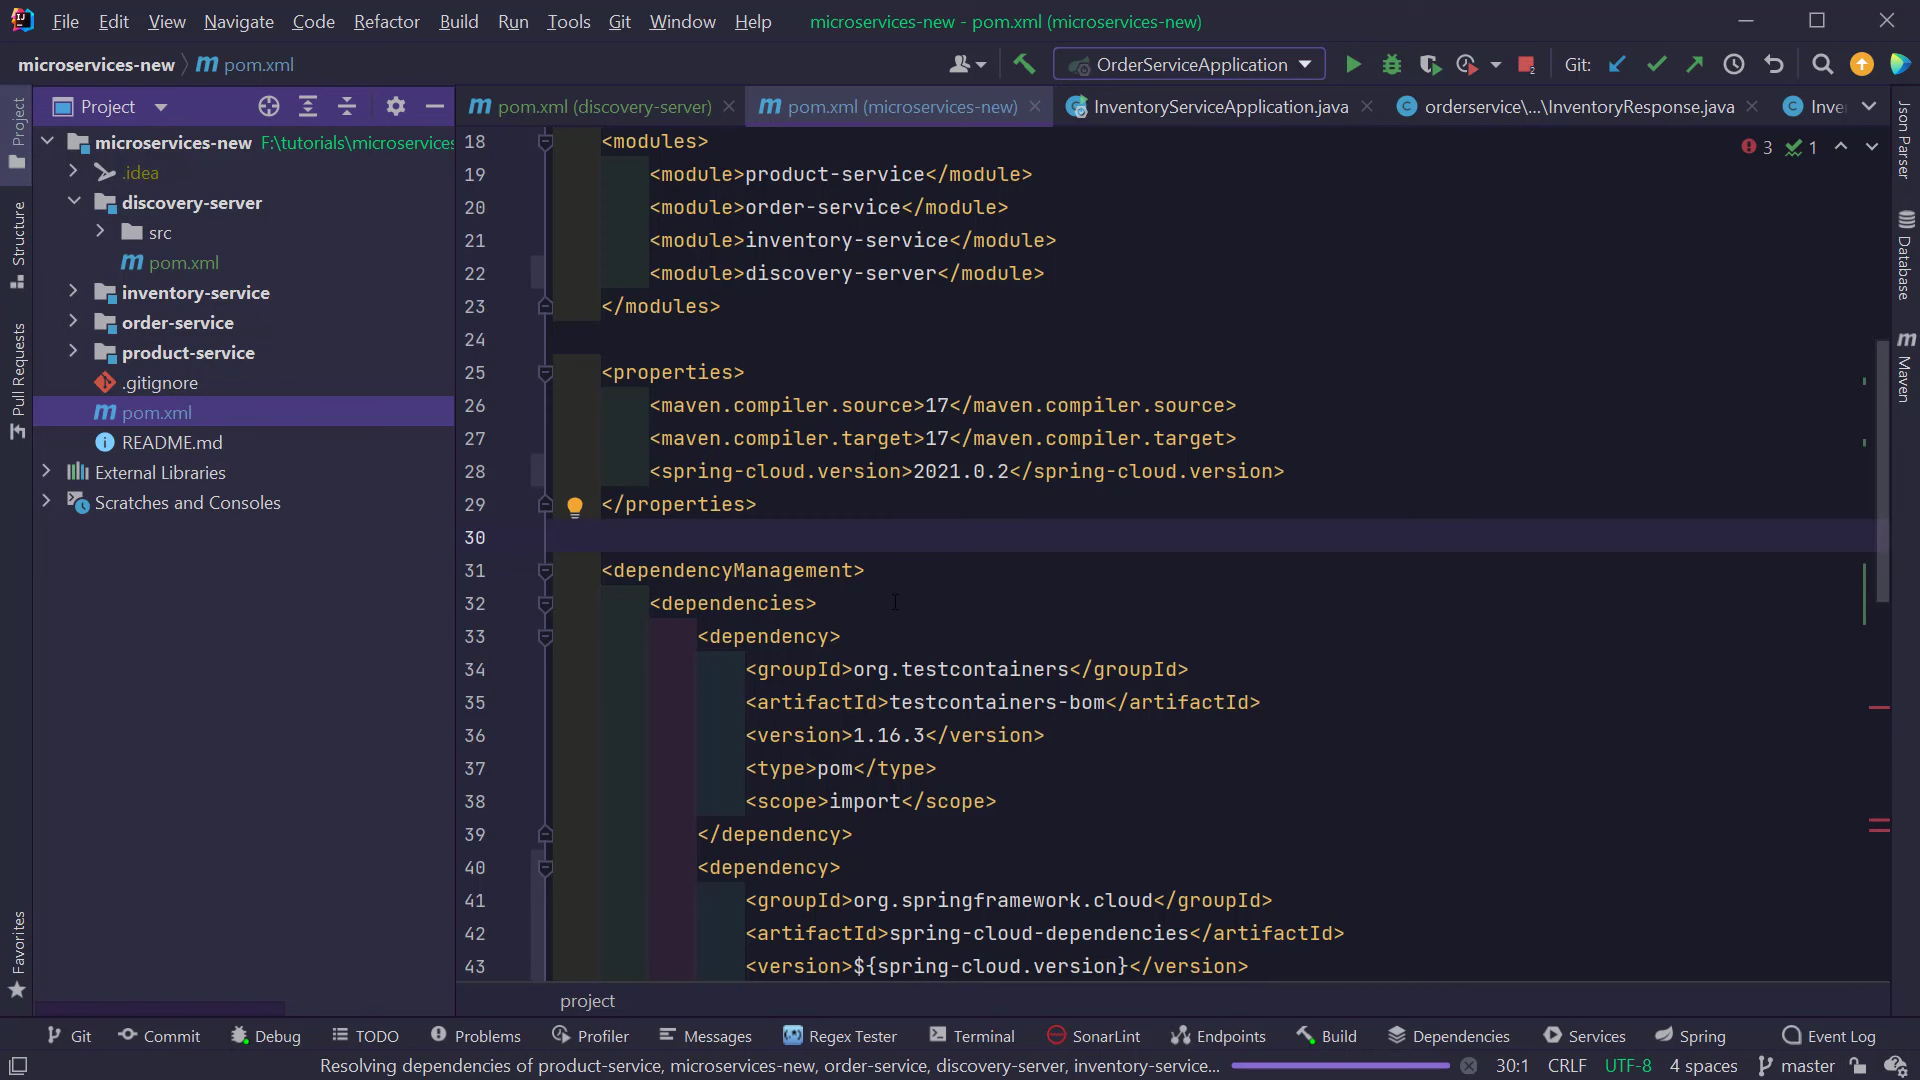 File Edit View Navigate Code Refactor Build Run Tools Git Window Help microservices-new - pom.xml (microservices-new)
microservices-new m pom.xml OrderServiceApplication Git:
Project pom.xml (discovery-server) pom.xml (microservices-new) InventoryServiceApplication.java orderservice\...\InventoryResponse.java Inve
microservices-new F:\tutorials\microservices
.idea
discovery-server
src
pom.xml
inventory-service
order-service
product-service
.gitignore
pom.xml
README.md
External Libraries
Scratches and Consoles
Project
Structure
Pull Requests
Favorites
3 1
18 <modules>
19 <module>product-service</module>
20 <module>order-service</module>
21 <module>inventory-service</module>
22 <module>discovery-server</module>
23 </modules>
24
25 <properties>
26 <maven.compiler.source>17</maven.compiler.source>
27 <maven.compiler.target>17</maven.compiler.target>
28 <spring-cloud.version>2021.0.2</spring-cloud.version>
29 </properties>
30
31 <dependencyManagement>
32 <dependencies>
33 <dependency>
34 <groupId>org.testcontainers</groupId>
35 <artifactId>testcontainers-bom</artifactId>
36 <version>1.16.3</version>
37 <type>pom</type>
38 <scope>import</scope>
39 </dependency>
40 <dependency>
41 <groupId>org.springframework.cloud</groupId>
42 <artifactId>spring-cloud-dependencies</artifactId>
43 <version>${spring-cloud.version}</version>
project
Json Parser
Database
Maven
Git Commit Debug TODO Problems Profiler Messages Regex Tester Terminal SonarLint Endpoints Build Dependencies Services Spring Event Log
Resolving dependencies of product-service, microservices-new, order-service, discovery-server, inventory-service... 30:1 CRLF UTF-8 4 spaces master